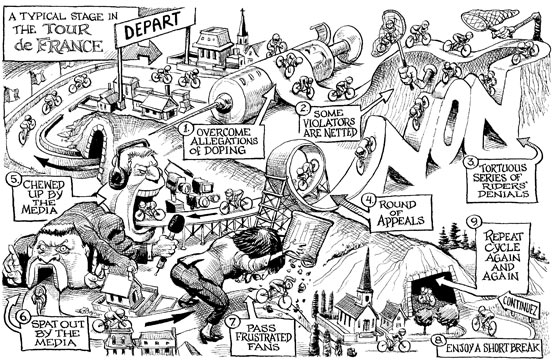 A TYPICAL STAGE IN
THE TOUR
de FRANCE
DEPART
1 OVERCOME
ALLEGATIONS
OF DOPING
2 SOME
VIOLATORS
ARE NETTED
NON
3 TORTUOUS
SERIES OF
RIDERS'
DENIALS
4 ROUND
OF
APPEALS
5 CHEWED
UP BY THE
MEDIA
6 SPAT OUT
BY THE
MEDIA
7 PASS
FRUSTRATED
FANS
8 ENJOY A SHORT BREAK
9 REPEAT
CYCLE
AGAIN
AND
AGAIN
CONTINUEZ